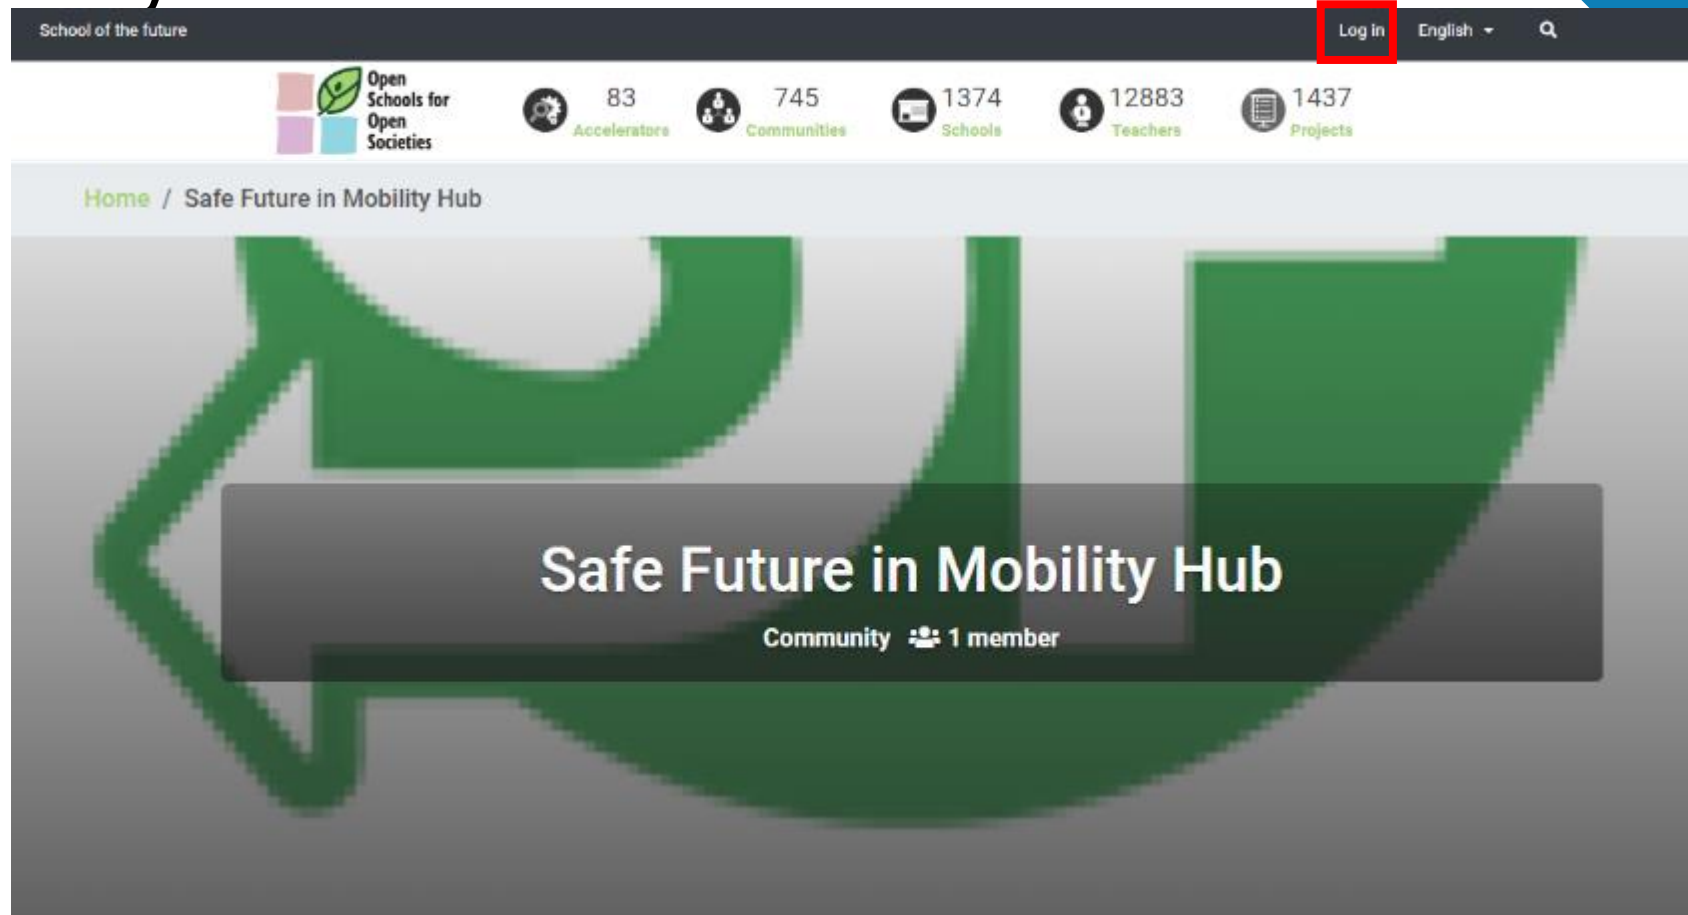 School of the future
Log in English
Open
Schools for
Open
Societies
83
Accelerators
745
Communities
1374
Schools
12883
Teachers
1437
Projects
Home / Safe Future in Mobility Hub
Safe Future in Mobility Hub
Community 1 member